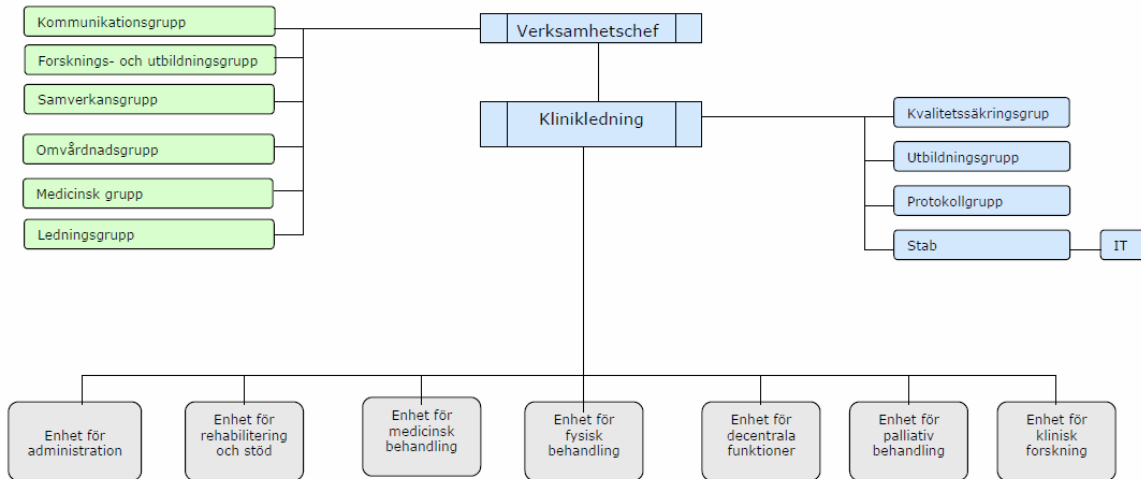 Kommunikationsgrupp
Forsknings- och utbildningsgrupp
Samverkansgrupp
Omvårdnadsgrupp
Medicinsk grupp
Ledningsgrupp
Verksamhetschef
Klinikledning
Kvalitetssäkringsgrup
Utbildningsgrupp
Protokollgrupp
Stab
IT
Enhet för
administration
Enhet för
rehabilitering
och stöd
Enhet för
medicinsk
behandling
Enhet för
fysisk
behandling
Enhet för
decentrala
funktioner
Enhet för
palliativ
behandling
Enhet för
klinisk
forskning